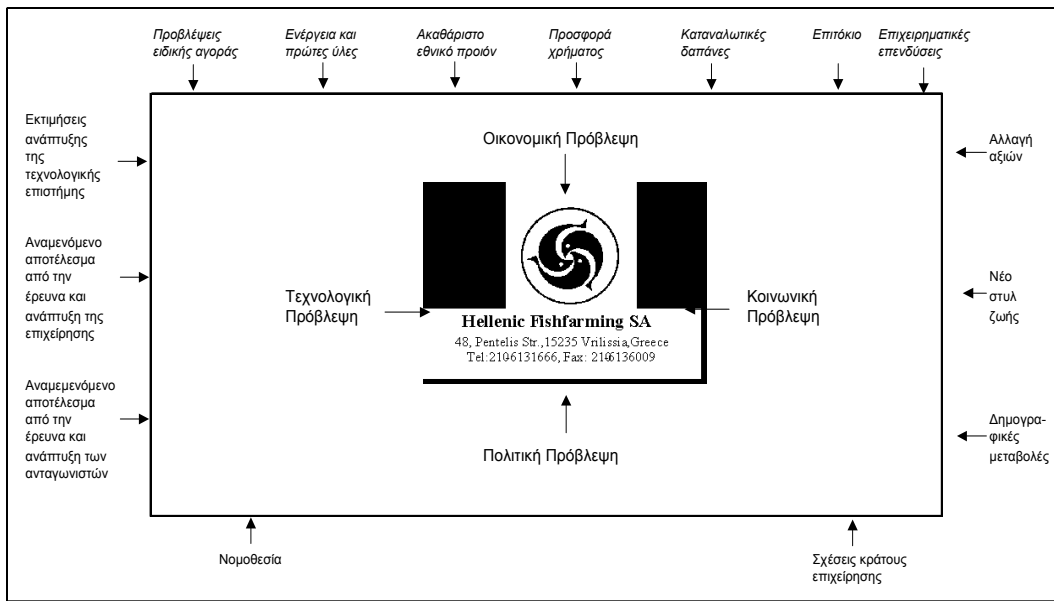 Προβλέψεις
ειδικής αγοράς
Ενέργεια και
πρώτες ύλες
Ακαθάριστο
εθνικό προιόν
Προσφορά
χρήματος
Καταναλωτικές
δαπάνες
Επιτόκιο
Επιχειρηματικές
επενδύσεις
Εκτιμήσεις
ανάπτυξης
της
τεχνολογικής
επιστήμης
Οικονομική Πρόβλεψη
Αλλαγή
αξιών
Αναμενόμενο
αποτέλεσμα
από την
έρευνα και
ανάπτυξη της
επιχείρησης
Τεχνολογική
Πρόβλεψη
Κοινωνική
Πρόβλεψη
Νέο
στυλ
ζωής
Hellenic Fishfarming SA
48, Pentelis Str.,15235 Vrilissia,Greece
Tel:2106131666, Fax: 2106136009
Αναμεμενόμενο
αποτέλεσμα
από την
έρευνα και
ανάπτυξη των
ανταγωνιστών
Πολιτική Πρόβλεψη
Δημογρα-
φικές
μεταβολές
Νομοθεσία
Σχέσεις κράτους
επιχείρησης